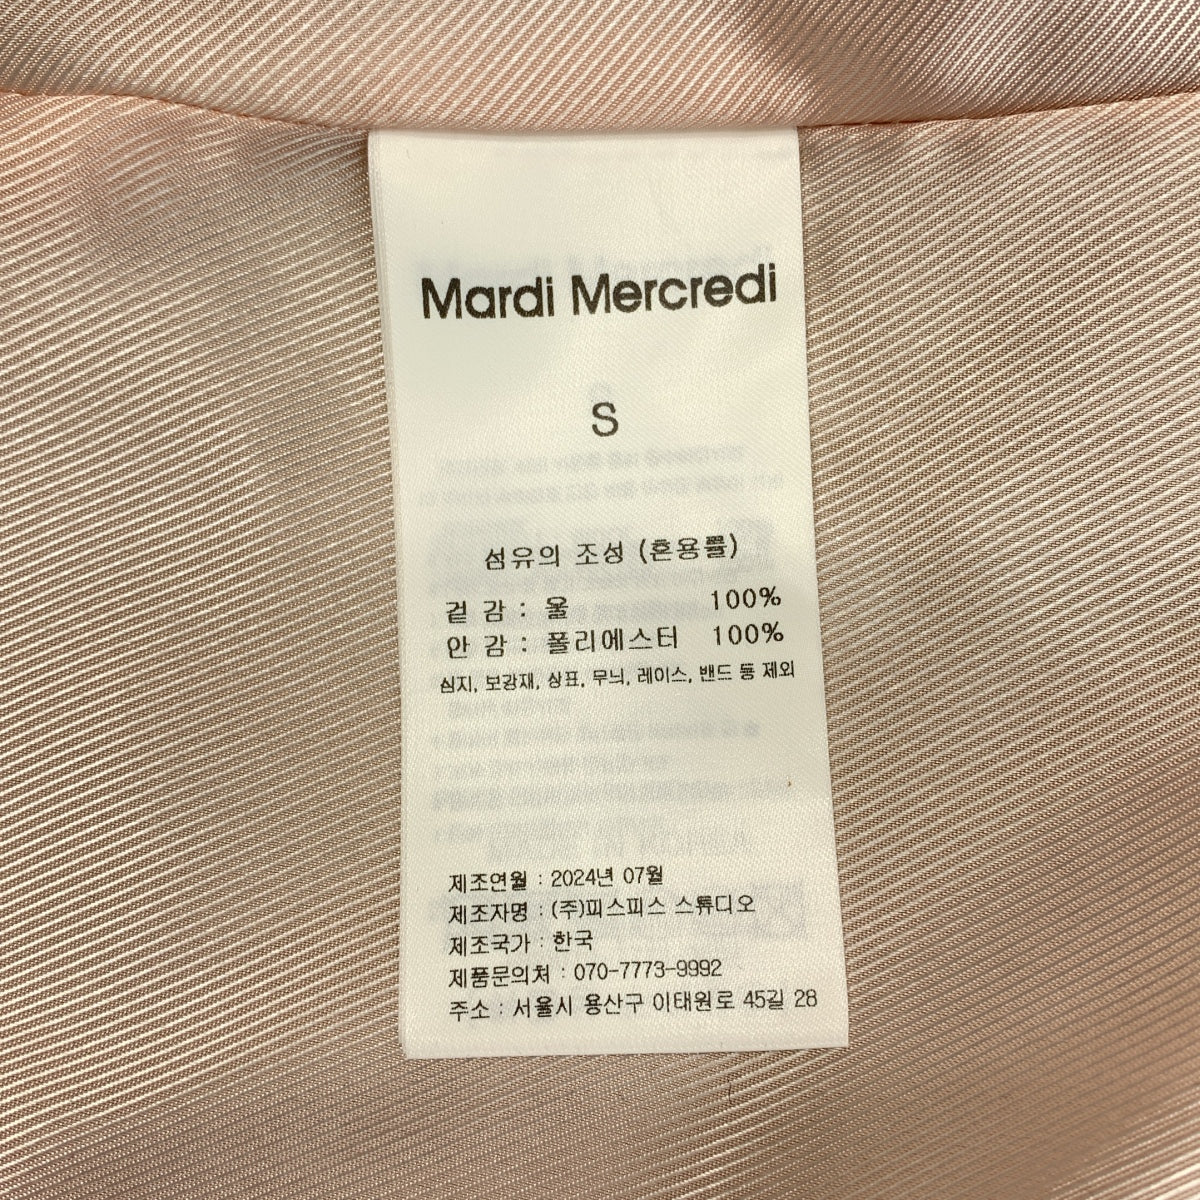 Mardi Mercredi
S
섬유의 조성 (혼용률)
겉 감 : 울 100%
안 감 : 폴리에스터 100%
심지, 보강재, 상표, 무늬, 레이스, 밴드 등 제외
제조연월 : 2024년 07월
제조자명 : (주)피스피스 스튜디오
제조국가 : 한국
제품문의처 : 070-7773-9992
주소 : 서울시 용산구 이태원로 45길 28